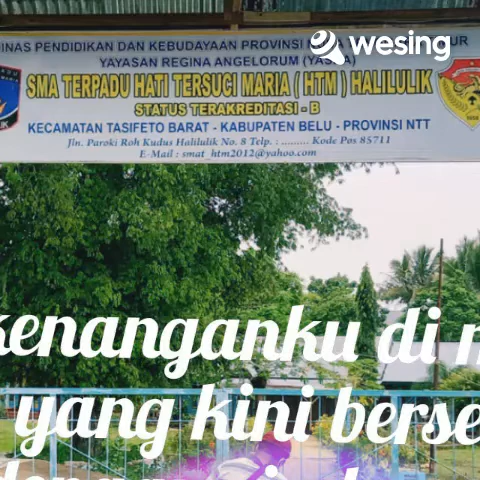 wesing
DINAS PENDIDIKAN DAN KEBUDAYAAN PROVINSI
YAYASAN REGINA ANGELORUM (YASRA)
SMA TERPADU HATI TERSUCI MARIA ( HTM ) HALILULIK
STATUS TERAKREDITASI - B
KECAMATAN TASIFETO BARAT - KABUPATEN BELU - PROVINSI NTT
Jln. Paroki Roh Kudus Halilulik No. 8 Telp. : ......... Kode Pos 85711
E-Mail : smat_htm2012@yahoo.com
kenanganku di
yang kini berse